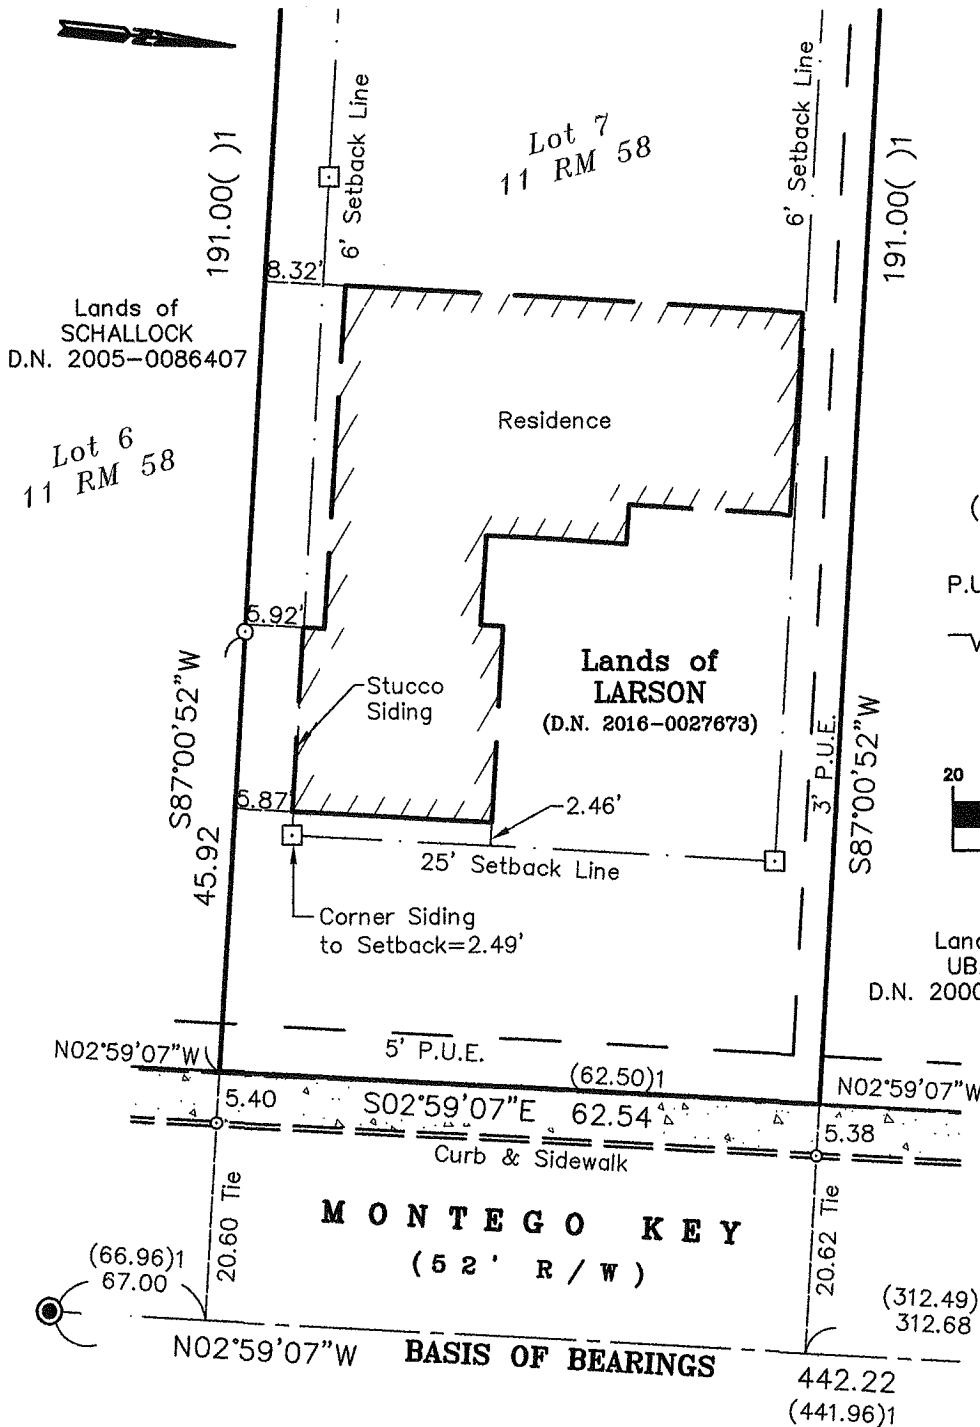 N
6' Setback Line
6' Setback Line
Lot 7
11 RM 58
191.00( )1
191.00( )1
8.32'
Lands of
SCHALLOCK
D.N. 2005-0086407
Residence
Lot 6
11 RM 58
(
P.U
5.92'
Lands of
LARSON
(D.N. 2016-0027673)
Stucco
Siding
S87°00'52"W
S87°00'52"W
3' P.U.E.
20
5.87'
2.46'
45.92
25' Setback Line
Corner Siding
to Setback=2.49'
Lanc
UB
D.N. 2000
N02°59'07"W
5' P.U.E.
(62.50)1
N02°59'07"W
5.40
S02°59'07"E 62.54
5.38
Curb & Sidewalk
20.60 Tie
MONTEGO KEY
(52' R/W)
20.62 Tie
(66.96)1
67.00
(312.49)
312.68
N02°59'07"W BASIS OF BEARINGS
442.22
(441.96)1